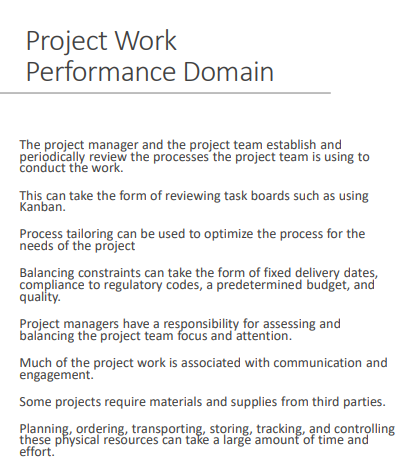 Project Work
Performance Domain
The project manager and the project team establish and
periodically review the processes the project team is using to
conduct the work.
This can take the form of reviewing task boards such as using
Kanban.
Process tailoring can be used to optimize the process for the
needs of the project
Balancing constraints can take the form of fixed delivery dates,
compliance to regulatory codes, a predetermined budget, and
quality.
Project managers have a responsibility for assessing and
balancing the project team focus and attention.
Much of the project work is associated with communication and
engagement.
Some projects require materials and supplies from third parties.
Planning, ordering, transporting, storing, tracking, and controlling
these physical resources can take a large amount of time and
effort.